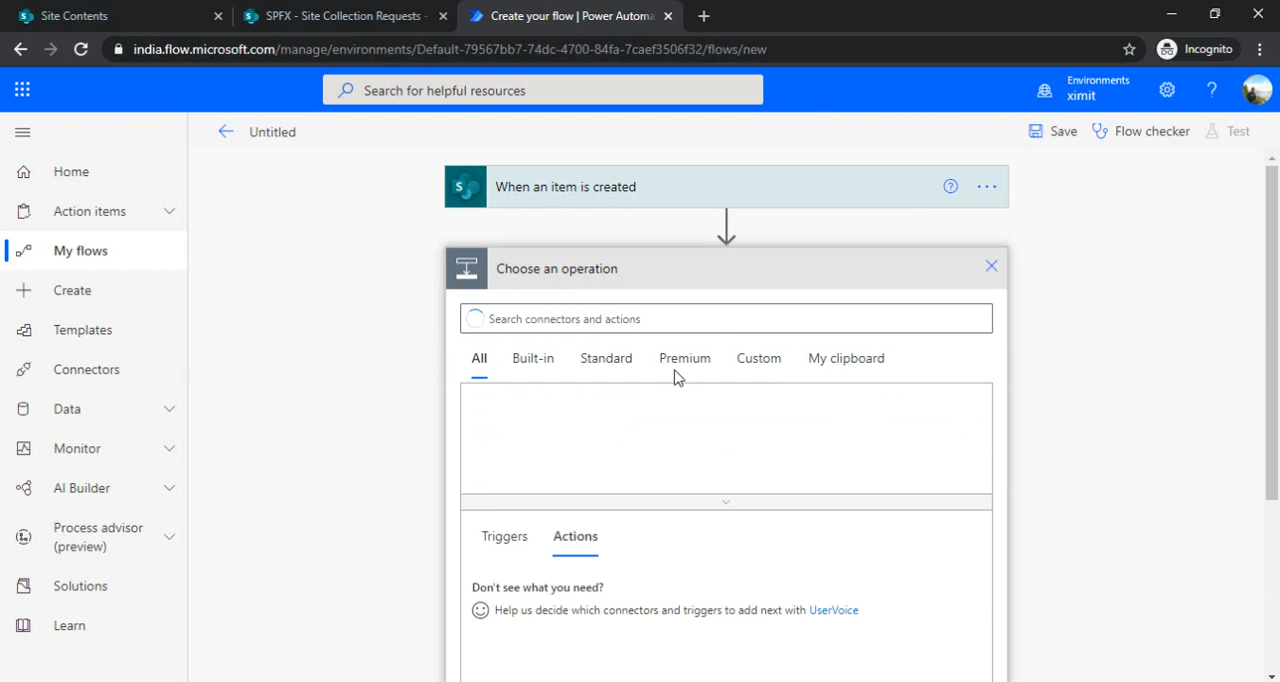 Site Contents
SPFX - Site Collection Requests -
Create your flow | Power Automa
india.flow.microsoft.com/manage/environments/Default-79567bb7-74dc-4700-84fa-7caef3506f32/flows/new
Incognito
Search for helpful resources
Environments
ximit
Untitled
Save
Flow checker
Test
Home
Action items
My flows
Create
Templates
Connectors
Data
Monitor
AI Builder
Process advisor
(preview)
Solutions
Learn
S
When an item is created
Choose an operation
Search connectors and actions
All
Built-in
Standard
Premium
Custom
My clipboard
Triggers
Actions
Don't see what you need?
Help us decide which connectors and triggers to add next with UserVoice